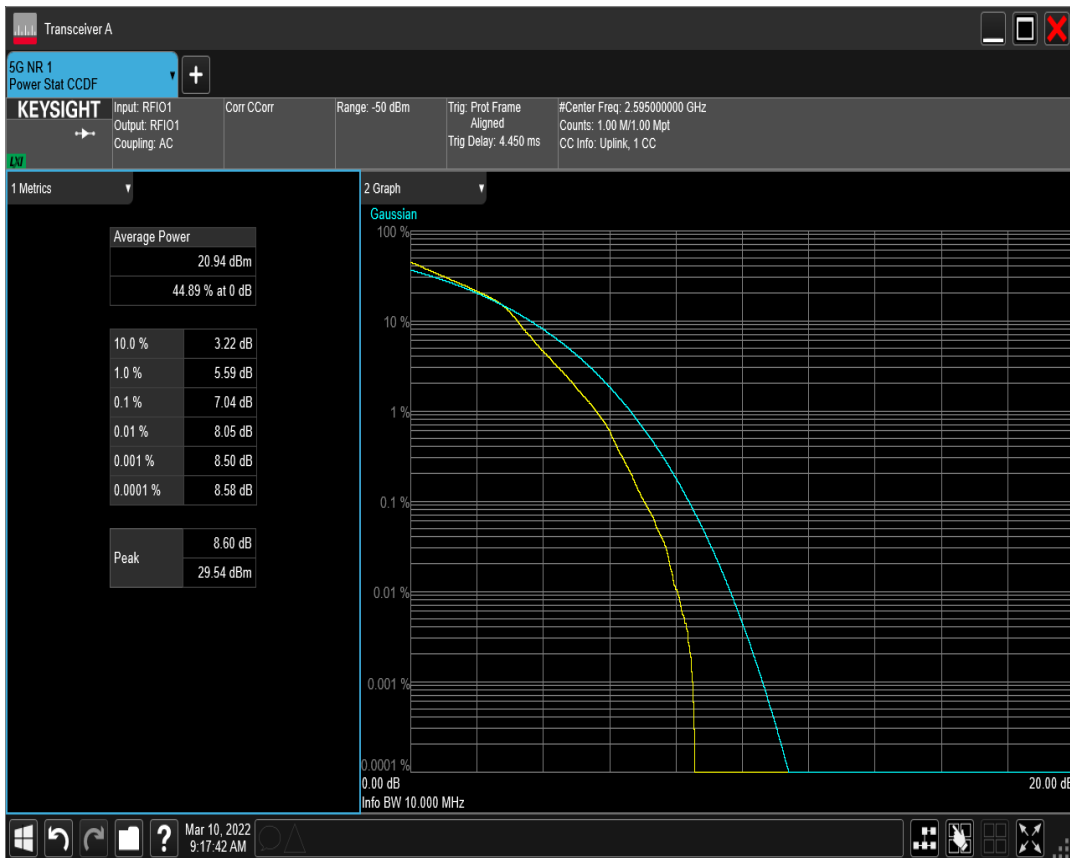 Transceiver A
5G NR 1
Power Stat CCDF
+
KEYSIGHT
LXI
Input: RFIO1
Output: RFIO1
Coupling: AC
Corr CCorr
Range: -50 dBm
Trig: Prot Frame
Aligned
Trig Delay: 4.450 ms
#Center Freq: 2.595000000 GHz
Counts: 1.00 M/1.00 Mpt
CC Info: Uplink, 1 CC
1 Metrics
Average Power
20.94 dBm
44.89 % at 0 dB
10.0 % 3.22 dB
1.0 % 5.59 dB
0.1 % 7.04 dB
0.01 % 8.05 dB
0.001 % 8.50 dB
0.0001 % 8.58 dB
Peak 8.60 dB
29.54 dBm
2 Graph
Gaussian
100 %
10 %
1 %
0.1 %
0.01 %
0.001 %
0.0001 %
0.00 dB 20.00 dB
Info BW 10.000 MHz
?
Mar 10, 2022
9:17:42 AM